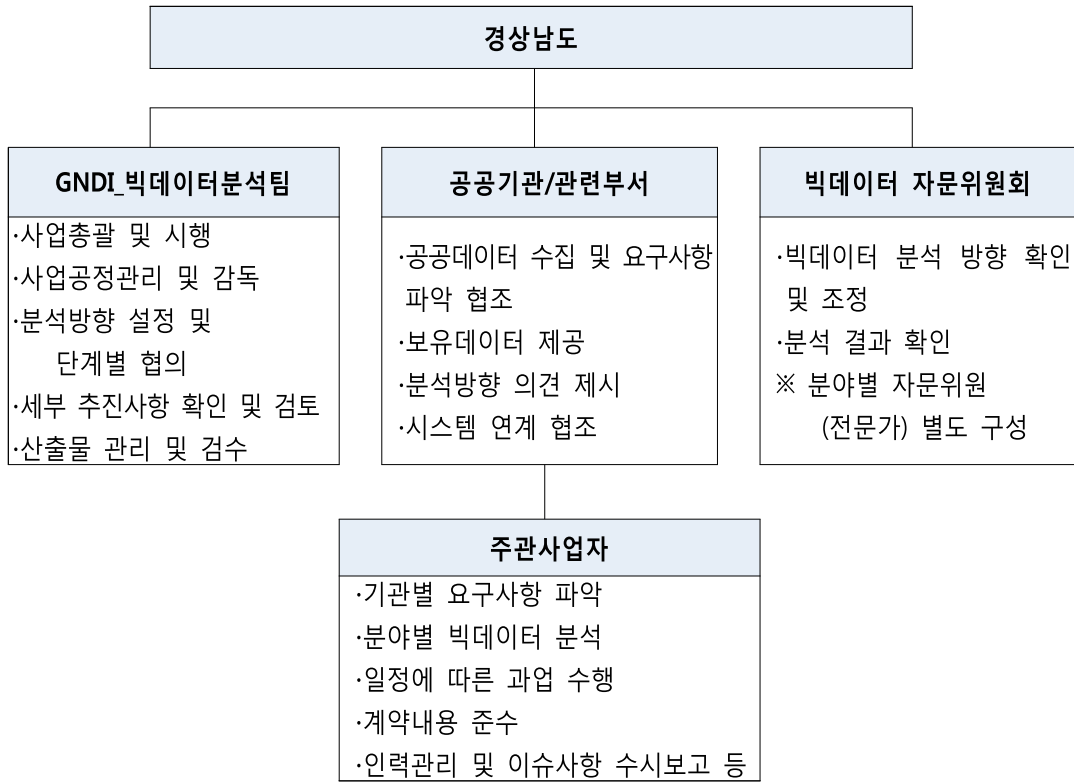 경상남도
GNDI_빅데이터분석팀
·사업총괄 및 시행
·사업공정관리 및 감독
·분석방향 설정 및
단계별 협의
·세부 추진사항 확인 및 검토
·산출물 관리 및 검수
공공기관/관련부서
·공공데이터 수집 및 요구사항
파악 협조
·보유데이터 제공
·분석방향 의견 제시
·시스템 연계 협조
빅데이터 자문위원회
·빅데이터 분석 방향 확인
및 조정
·분석 결과 확인
※ 분야별 자문위원
(전문가) 별도 구성
주관사업자
·기관별 요구사항 파악
·분야별 빅데이터 분석
·일정에 따른 과업 수행
·계약내용 준수
·인력관리 및 이슈사항 수시보고 등